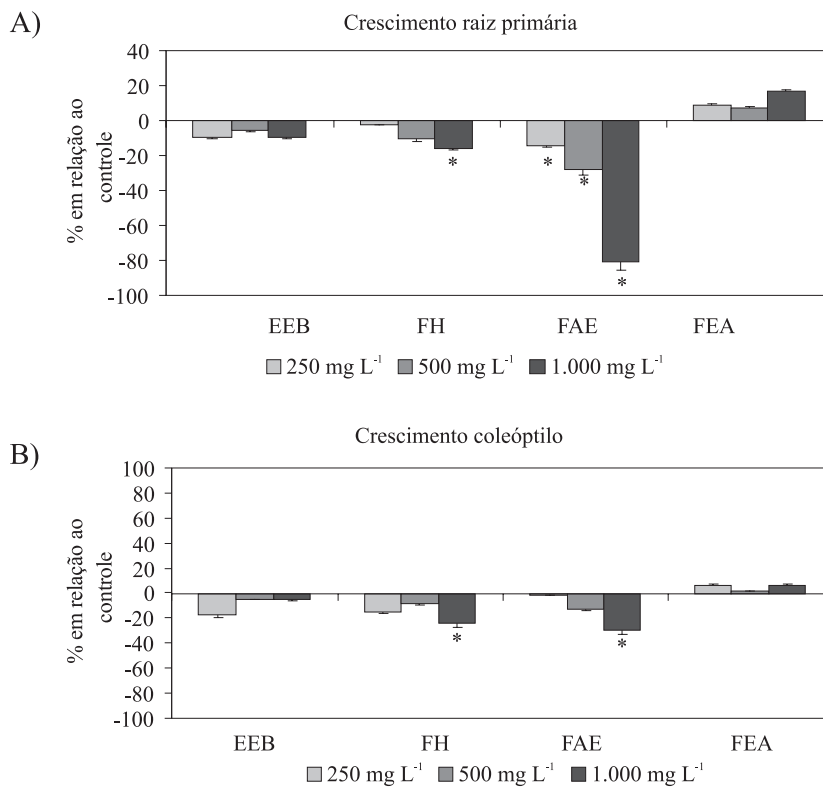 A)
Crescimento raiz primária
% em relação ao
controle
40
20
0
-20
-40
-60
-80
-100
*
* * *
*
EEB FH FAE FEA
250 mg L-1 500 mg L-1 1.000 mg L-1
B)
Crescimento coleóptilo
% em relação ao
controle
100
80
60
40
20
0
-20
-40
-60
-80
-100
* *
EEB FH FAE FEA
250 mg L-1 500 mg L-1 1.000 mg L-1